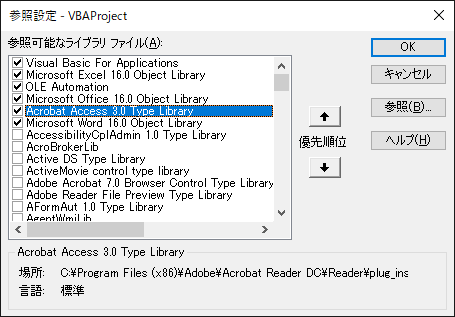 参照設定 - VBAProject
参照可能なライブラリ ファイル(A):
Visual Basic For Applications
Microsoft Excel 16.0 Object Library
OLE Automation
Microsoft Office 16.0 Object Library
Acrobat Access 3.0 Type Library
Microsoft Word 16.0 Object Library
AccessibilityCplAdmin 1.0 Type Library
AcroBrokerLib
Active DS Type Library
ActiveMovie control type library
Adobe Acrobat 7.0 Browser Control Type Library
Adobe Reader File Preview Type Library
AFormAut 1.0 Type Library
AgentWmiLib
優先順位
OK
キャンセル
参照(B)...
ヘルプ(H)
Acrobat Access 3.0 Type Library
場所: C:¥Program Files (x86)¥Adobe¥Acrobat Reader DC¥Reader¥plug_ins
言語: 標準